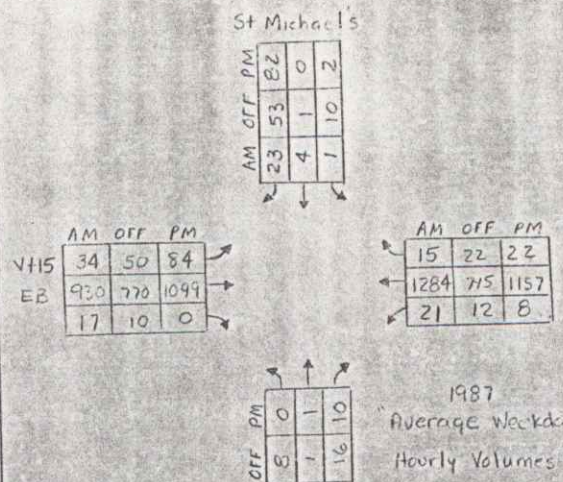 St Michael's
PM 82 0 2
OFF 53 1 10
AM 23 4 1
AM OFF PM
Vt15 34 50 84
EB 930 770 1099
17 10 0
AM OFF PM
15 22 22
1284 715 1157
21 12 8
PM 0 1 10
OFF 8 1 16
1987
"Average Weekda
Hourly Volumes